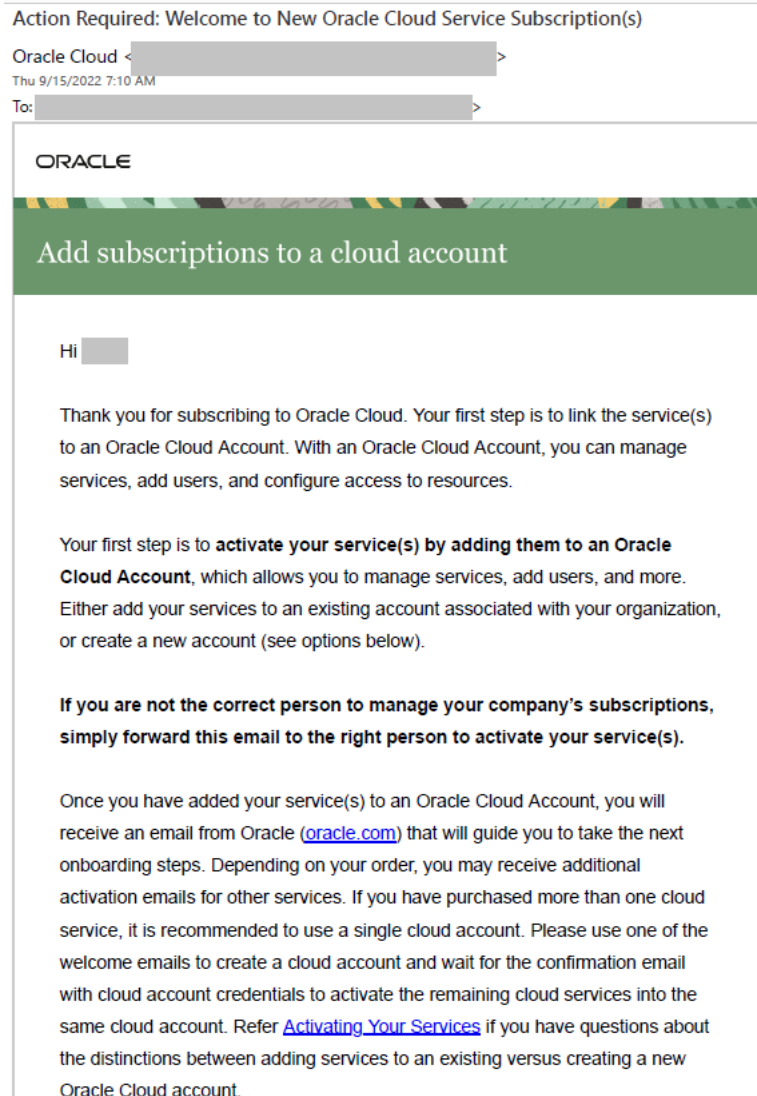 Action Required: Welcome to New Oracle Cloud Service Subscription(s)
Oracle Cloud < >
Thu 9/15/2022 7:10 AM
To: >
ORACLE
Add subscriptions to a cloud account
Hi
Thank you for subscribing to Oracle Cloud. Your first step is to link the service(s)
to an Oracle Cloud Account. With an Oracle Cloud Account, you can manage
services, add users, and configure access to resources.
Your first step is to activate your service(s) by adding them to an Oracle
Cloud Account, which allows you to manage services, add users, and more.
Either add your services to an existing account associated with your organization,
or create a new account (see options below).
If you are not the correct person to manage your company’s subscriptions,
simply forward this email to the right person to activate your service(s).
Once you have added your service(s) to an Oracle Cloud Account, you will
receive an email from Oracle (oracle.com) that will guide you to take the next
onboarding steps. Depending on your order, you may receive additional
activation emails for other services. If you have purchased more than one cloud
service, it is recommended to use a single cloud account. Please use one of the
welcome emails to create a cloud account and wait for the confirmation email
with cloud account credentials to activate the remaining cloud services into the
same cloud account. Refer Activating Your Services if you have questions about
the distinctions between adding services to an existing versus creating a new
Oracle Cloud account.